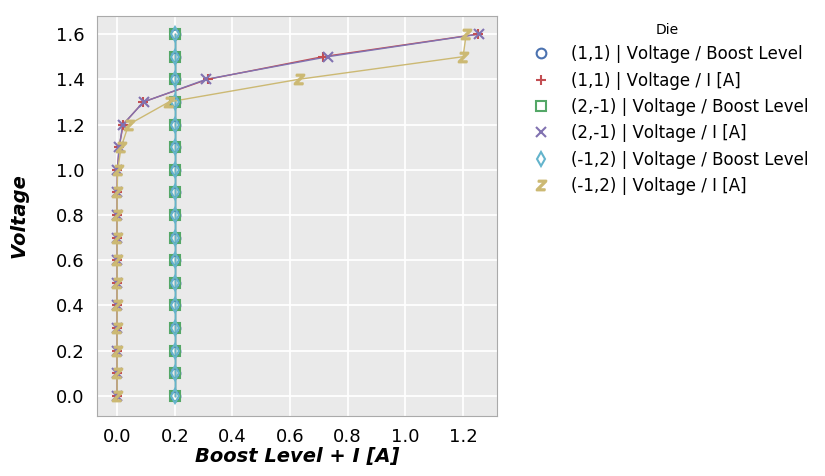 Die
(1,1) | Voltage / Boost Level
(1,1) | Voltage / I [A]
(2,-1) | Voltage / Boost Level
(2,-1) | Voltage / I [A]
(-1,2) | Voltage / Boost Level
(-1,2) | Voltage / I [A]
Voltage
1.6
1.4
1.2
1.0
0.8
0.6
0.4
0.2
0.0
0.0 0.2 0.4 0.6 0.8 1.0 1.2
Boost Level + I [A]